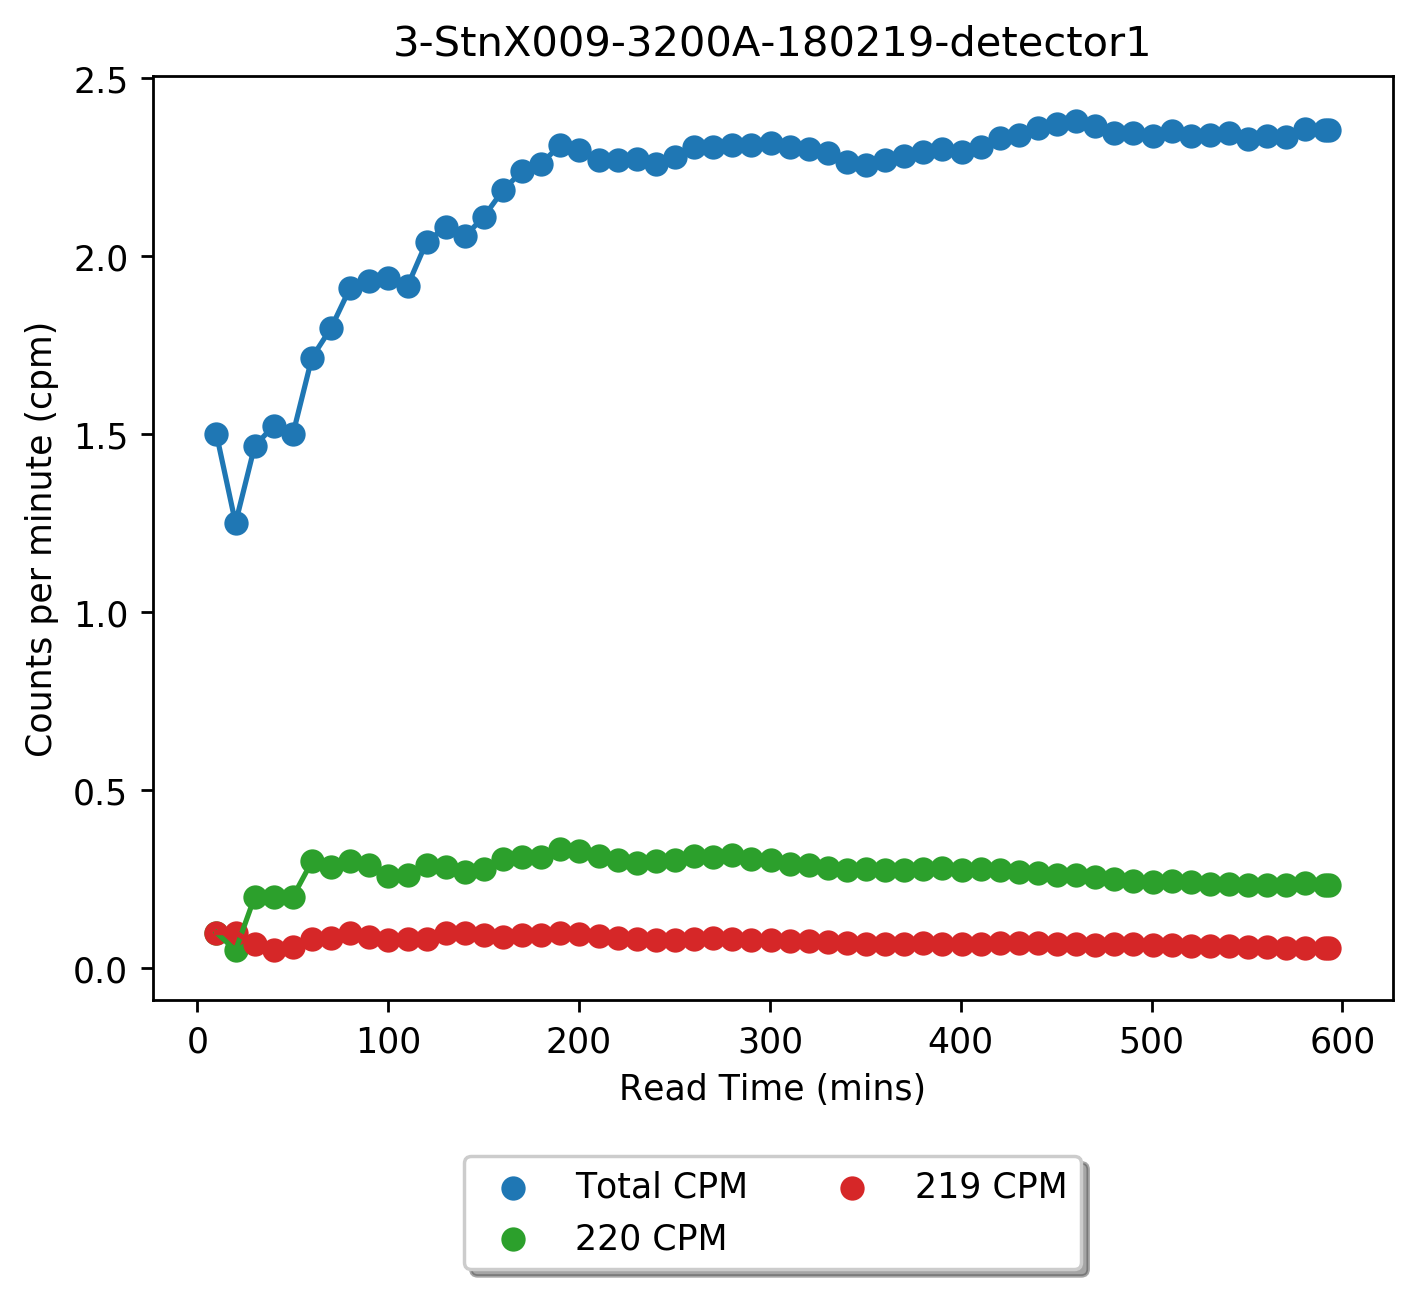 3-StnX009-3200A-180219-detector1
2.5
2.0
1.5
1.0
0.5
0.0
Counts per minute (cpm)
0 100 200 300 400 500 600
Read Time (mins)
Total CPM 219 CPM
220 CPM